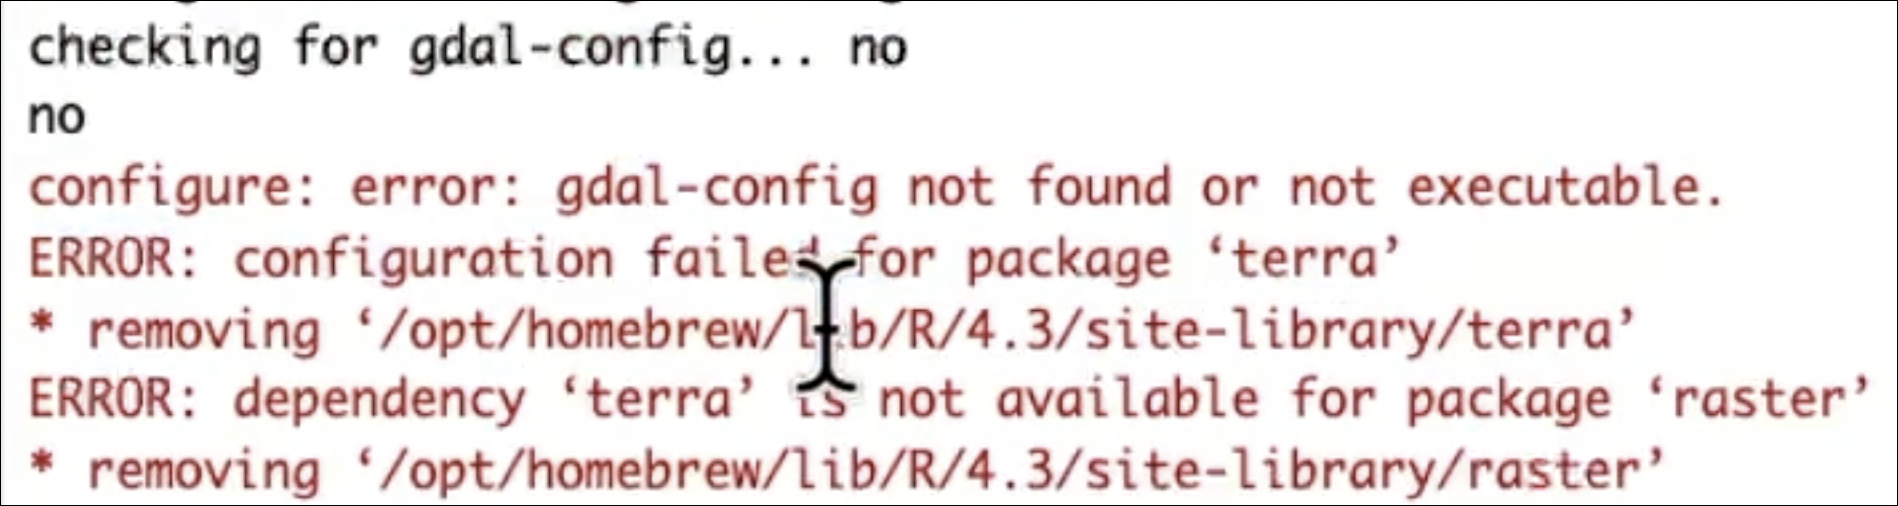 checking for gdal-config... no
no
configure: error: gdal-config not found or not executable.
ERROR: configuration failed for package ‘terra’
* removing ‘/opt/homebrew/lib/R/4.3/site-library/terra’
ERROR: dependency ‘terra’ is not available for package ‘raster’
* removing ‘/opt/homebrew/lib/R/4.3/site-library/raster’